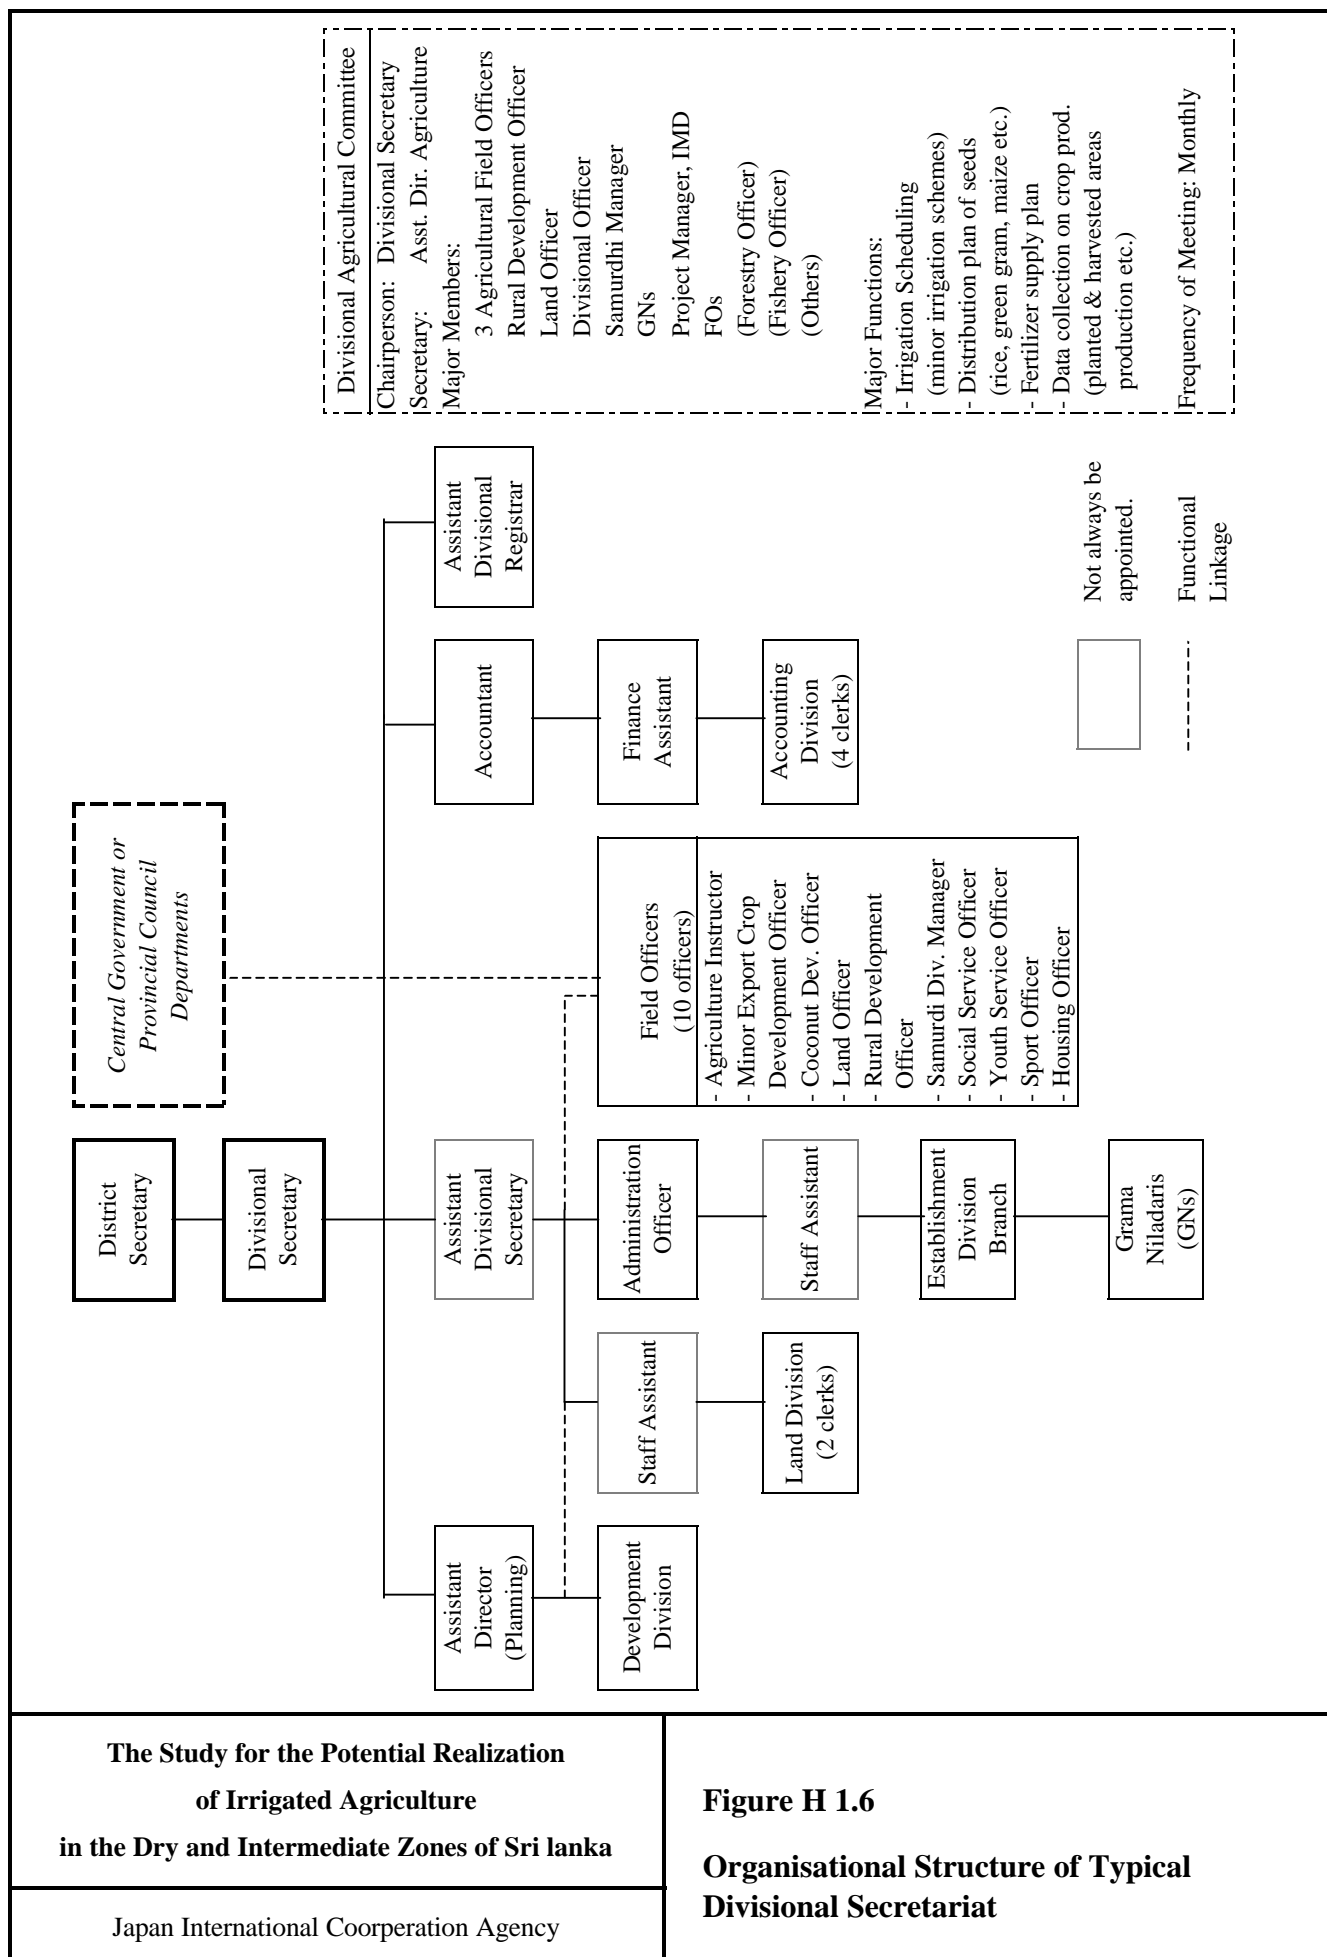 District
Secretary
Divisional
Secretary
Central Government or
Provincial Council
Departments
Assistant
Director
(Planning)
Assistant
Divisional
Secretary
Accountant
Assistant
Divisional
Registrar
Development
Division
Staff Assistant
Administration
Officer
Field Officers
(10 officers)
- Agriculture Instructor
- Minor Export Crop
Development Officer
- Coconut Dev. Officer
- Land Officer
- Rural Development
Officer
- Samurdi Div. Manager
- Social Service Officer
- Youth Service Officer
- Sport Officer
- Housing Officer
Finance
Assistant
Land Division
(2 clerks)
Staff Assistant
Accounting
Division
(4 clerks)
Establishment
Division
Branch
Grama
Niladaris
(GNs)
Not always be
appointed.
Functional
Linkage
Divisional Agricultural Committee
Chairperson: Divisional Secretary
Secretary: Asst. Dir. Agriculture
Major Members:
3 Agricultural Field Officers
Rural Development Officer
Land Officer
Divisional Officer
Samurdhi Manager
GNs
Project Manager, IMD
FOs
(Forestry Officer)
(Fishery Officer)
(Others)
Major Functions:
- Irrigation Scheduling
(minor irrigation schemes)
- Distribution plan of seeds
(rice, green gram, maize etc.)
- Fertilizer supply plan
- Data collection on crop prod.
(planted & harvested areas
production etc.)
Frequency of Meeting: Monthly
The Study for the Potential Realization
of Irrigated Agriculture
in the Dry and Intermediate Zones of Sri lanka
Japan International Coorperation Agency
Figure H 1.6
Organisational Structure of Typical
Divisional Secretariat